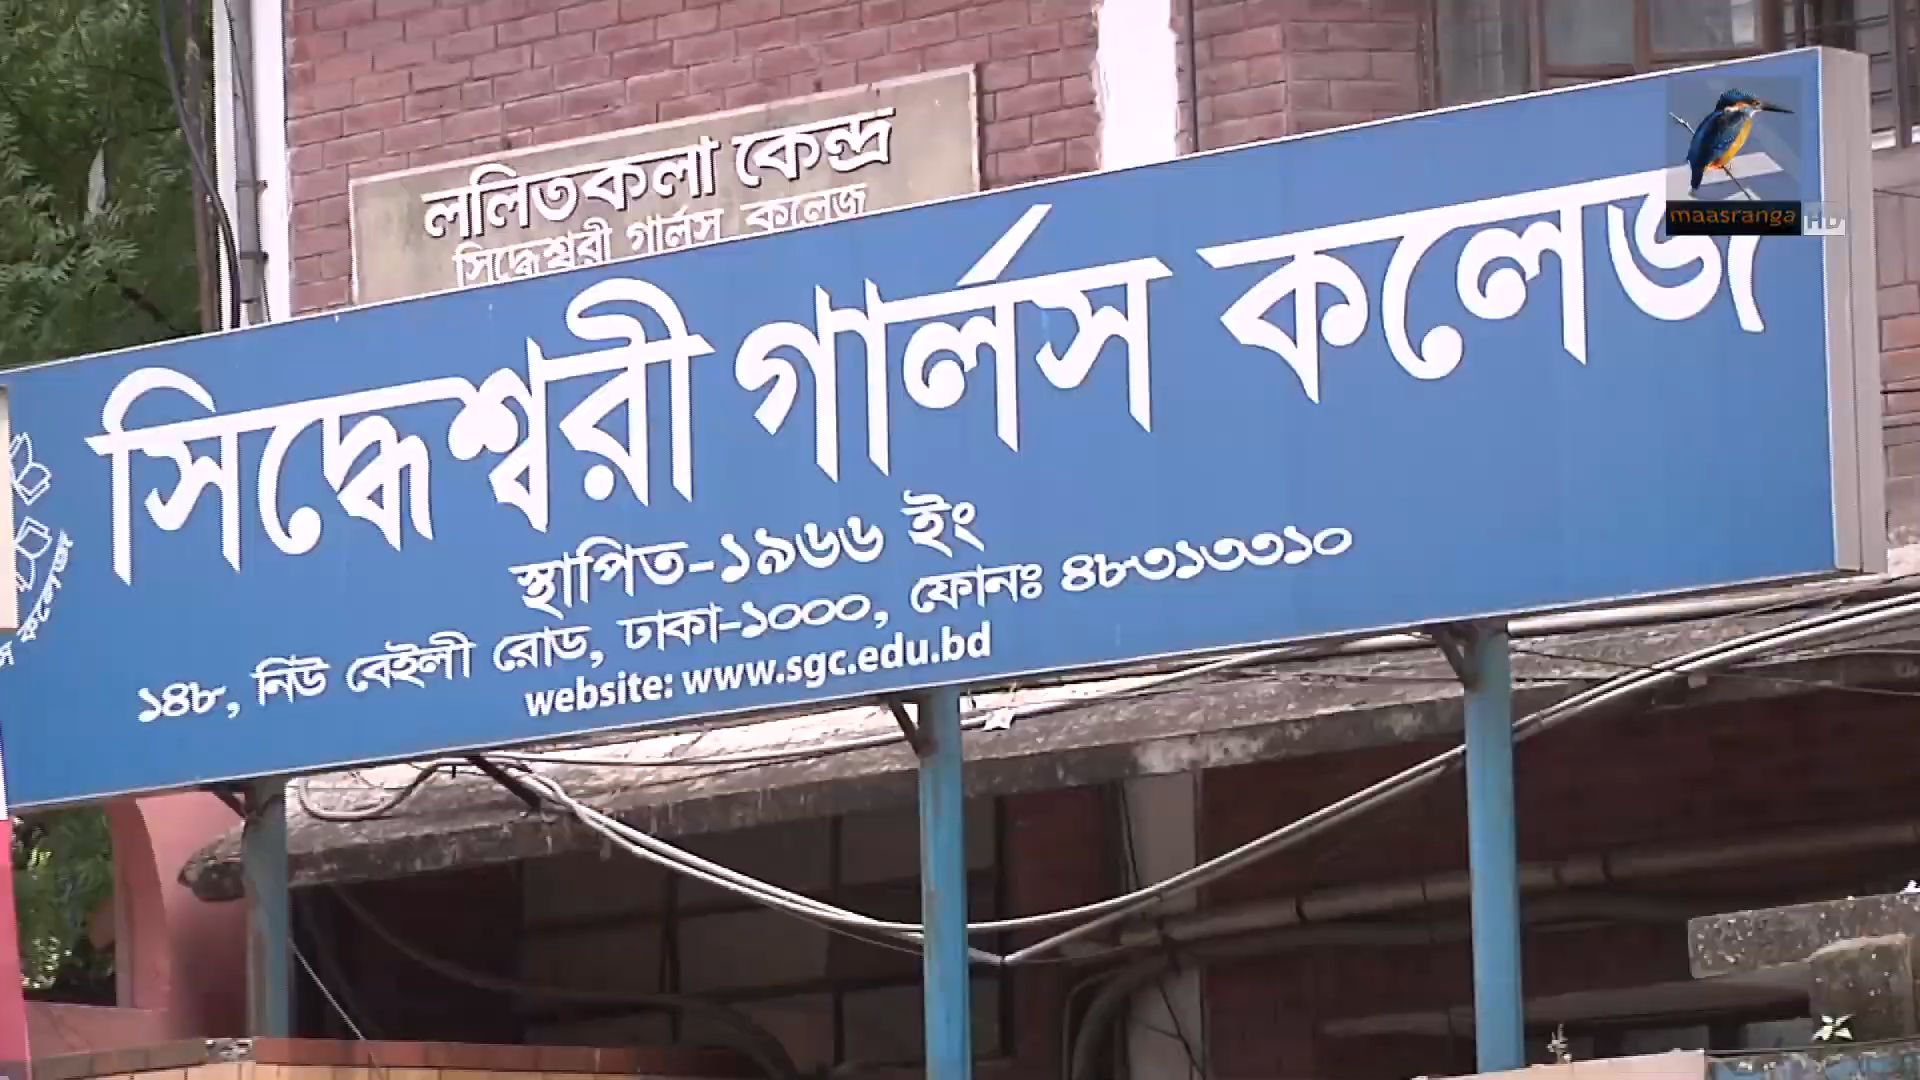 ললিতকলা কেন্দ্র
সিদ্ধেশ্বরী গার্লস কলেজ
maasranga HD
সিদ্ধেশ্বরী গার্লস কলেজ
স্থাপিত-১৯৬৬ ইং
১৪৮, নিউ বেইলী রোড, ঢাকা-১০০০, ফোনঃ ৪৮৩১৩৩১০
website: www.sgc.edu.bd
কলেজ